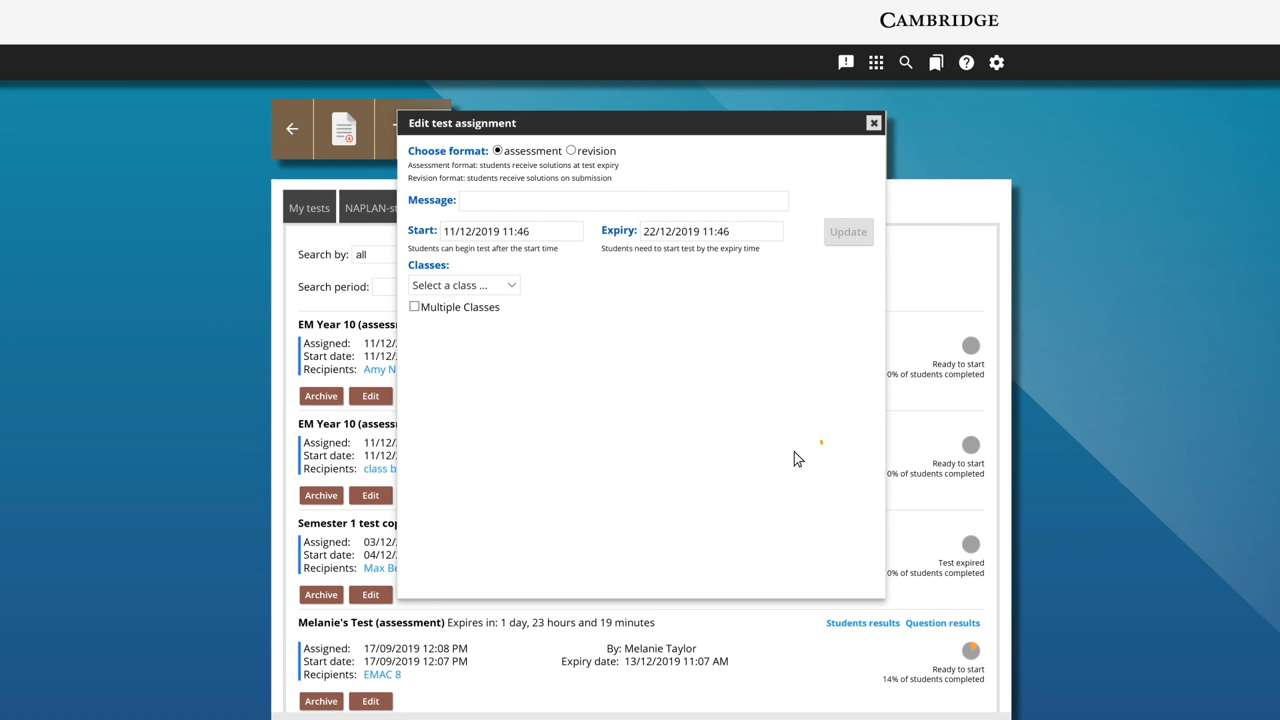 CAMBRIDGE
Edit test assignment
Choose format: assessment revision
Assessment format: students receive solutions at test expiry
Revision format: students receive solutions on submission
Message:
Start: 11/12/2019 11:46 Expiry: 22/12/2019 11:46 Update
Students can begin test after the start time Students need to start test by the expiry time
Classes:
Select a class ...
Multiple Classes
My tests NAPLAN-st
Search by: all
Search period:
EM Year 10 (assess
Assigned: 11/12/
Start date: 11/12/
Recipients: Amy N
Ready to start
0% of students completed
Archive Edit
EM Year 10 (assess
Assigned: 11/12/
Start date: 11/12/
Recipients: class b
Ready to start
0% of students completed
Archive Edit
Semester 1 test cop
Assigned: 03/12/
Start date: 04/12/
Recipients: Max Be
Test expired
0% of students completed
Archive Edit
Melanie's Test (assessment) Expires in: 1 day, 23 hours and 19 minutes Students results Question results
Assigned: 17/09/2019 12:08 PM By: Melanie Taylor
Start date: 17/09/2019 12:07 PM Expiry date: 13/12/2019 11:07 AM
Recipients: EMAC 8
Ready to start
14% of students completed
Archive Edit